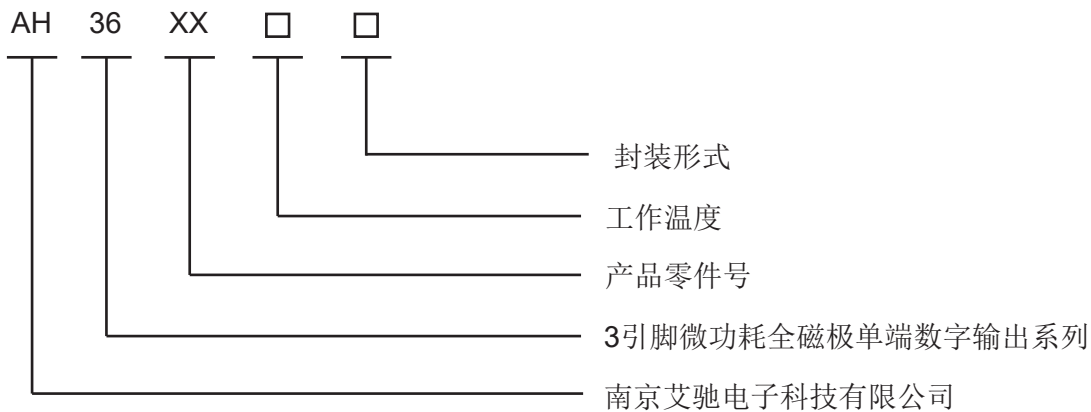 AH 36 XX □ □
封装形式
工作温度
产品零件号
3引脚微功耗全磁极单端数字输出系列
南京艾驰电子科技有限公司